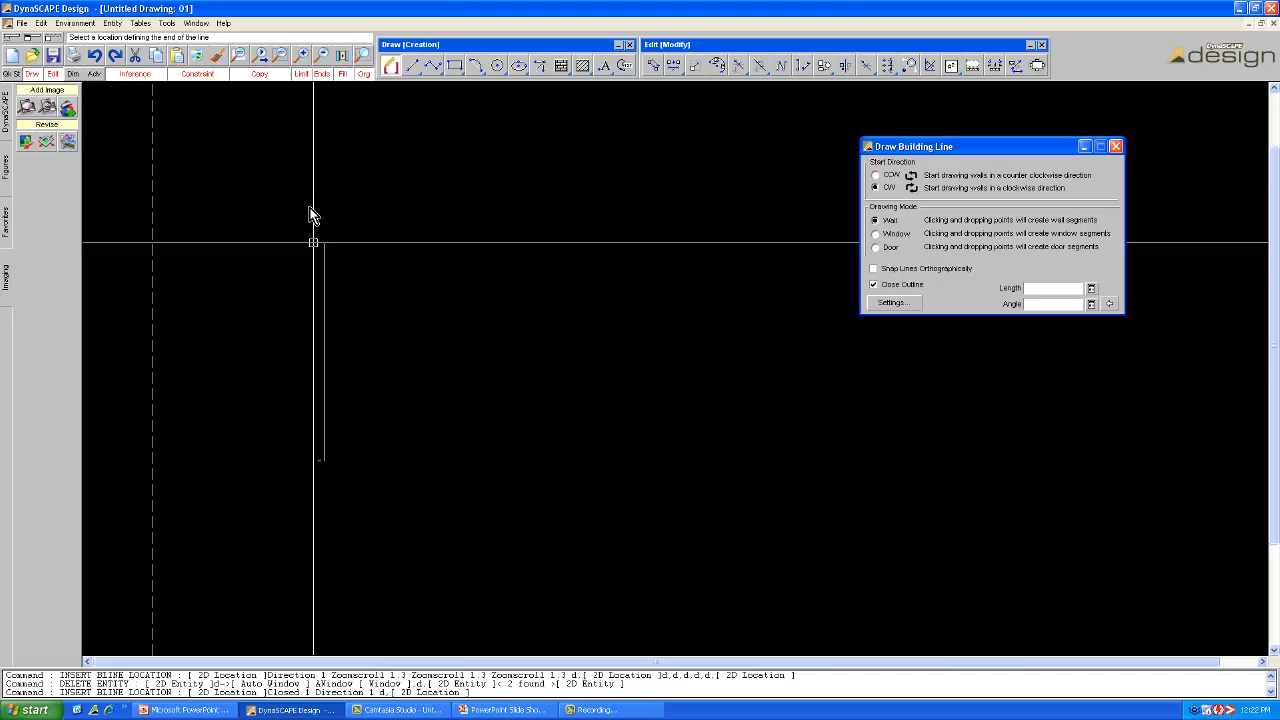 DynaSCAPE Design - [Untitled Drawing: 01]
File Edit Environment Entity Tables Tools Window Help
Select a location defining the end of the line
Draw [Creation]
Edit [Modify]
DynaSCAPE
design
Qk St Drw Edit Dim Adv Inference Constraint Copy Limit Ends Fill Org
Add Image
Revise
DynaSCAPE
Figures
Favorites
Imaging
Draw Building Line
Start Direction
CCW Start drawing walls in a counter clockwise direction
CW Start drawing walls in a clockwise direction
Drawing Mode
Wall Clicking and dropping points will create wall segments
Window Clicking and dropping points will create window segments
Door Clicking and dropping points will create door segments
Snap Lines Orthographically
Close Outline
Length
Settings...
Angle
Command : INSERT BLINE LOCATION : [ 2D Location ]Direction 1 Zoomscroll 1.3 Zoomscroll 1.3 Zoomscroll 1.3 d,[ 2D Location ]d,d,d,d,d,[ 2D Location ]
Command : DELETE ENTITY : [ 2D Entity ]d->[ Auto Window ] AWindow [ Window ],d,[ 2D Entity ]< 2 found >[ 2D Entity ]
Command : INSERT BLINE LOCATION : [ 2D Location ]Closed 1 Direction 1 d,[ 2D Location ]
start
Microsoft PowerPoint ...
DynaSCAPE Design -...
Camtasia Studio - Unt...
PowerPoint Slide Sho...
Recording...
12:22 PM